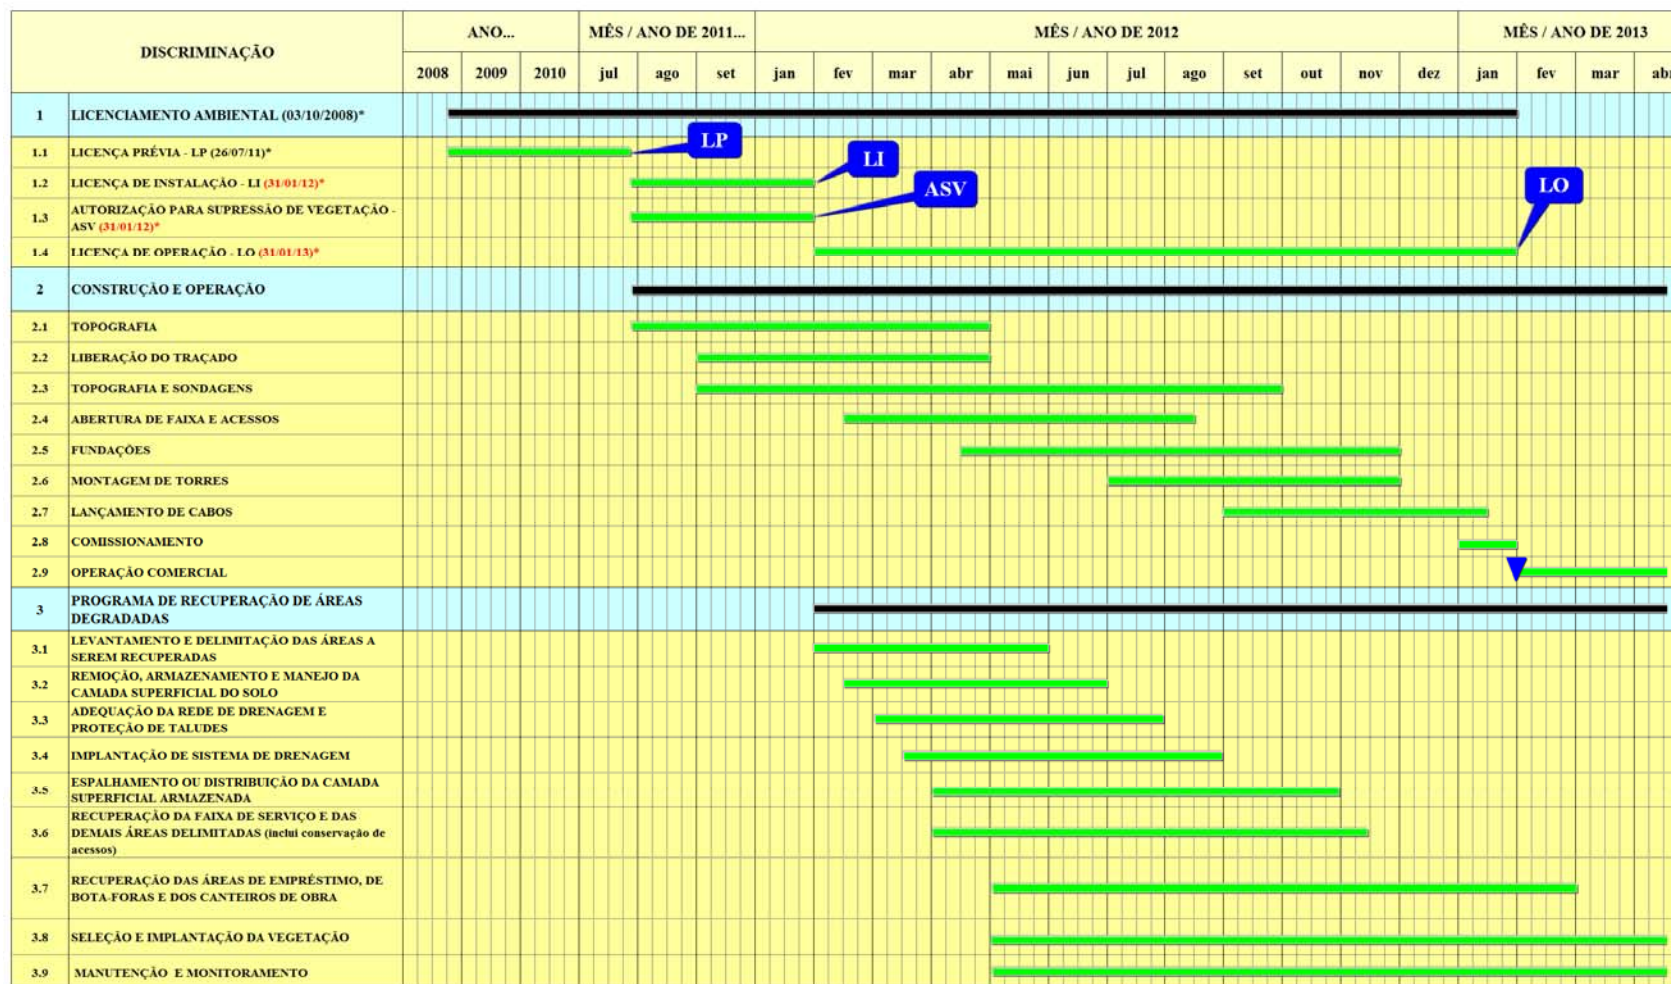 DISCRIMINAÇÃO
ANO...
MÊS / ANO DE 2011...
MÊS / ANO DE 2012
MÊS / ANO DE 2013
2008 2009 2010 jul ago set jan fev mar abr mai jun jul ago set out nov dez jan fev mar abr
1 LICENCIAMENTO AMBIENTAL (03/10/2008)*
1.1 LICENÇA PRÉVIA - LP (26/07/11)*
LP
1.2 LICENÇA DE INSTALAÇÃO - LI (31/01/12)*
LI
1.3 AUTORIZAÇÃO PARA SUPRESSÃO DE VEGETAÇÃO -
ASV (31/01/12)*
ASV
1.4 LICENÇA DE OPERAÇÃO - LO (31/01/13)*
LO
2 CONSTRUÇÃO E OPERAÇÃO
2.1 TOPOGRAFIA
2.2 LIBERAÇÃO DO TRAÇADO
2.3 TOPOGRAFIA E SONDAGENS
2.4 ABERTURA DE FAIXA E ACESSOS
2.5 FUNDAÇÕES
2.6 MONTAGEM DE TORRES
2.7 LANÇAMENTO DE CABOS
2.8 COMISSIONAMENTO
2.9 OPERAÇÃO COMERCIAL
3 PROGRAMA DE RECUPERAÇÃO DE ÁREAS
DEGRADADAS
3.1 LEVANTAMENTO E DELIMITAÇÃO DAS ÁREAS A
SEREM RECUPERADAS
3.2 REMOÇÃO, ARMAZENAMENTO E MANEJO DA
CAMADA SUPERFICIAL DO SOLO
3.3 ADEQUAÇÃO DA REDE DE DRENAGEM E
PROTEÇÃO DE TALUDES
3.4 IMPLANTAÇÃO DE SISTEMA DE DRENAGEM
3.5 ESPALHAMENTO OU DISTRIBUIÇÃO DA CAMADA
SUPERFICIAL ARMAZENADA
3.6 RECUPERAÇÃO DA FAIXA DE SERVIÇO E DAS
DEMAIS ÁREAS DELIMITADAS (inclui conservação de
acessos)
3.7 RECUPERAÇÃO DAS ÁREAS DE EMPRÉSTIMO, DE
BOTA-FORAS E DOS CANTEIROS DE OBRA
3.8 SELEÇÃO E IMPLANTAÇÃO DA VEGETAÇÃO
3.9 MANUTENÇÃO E MONITORAMENTO